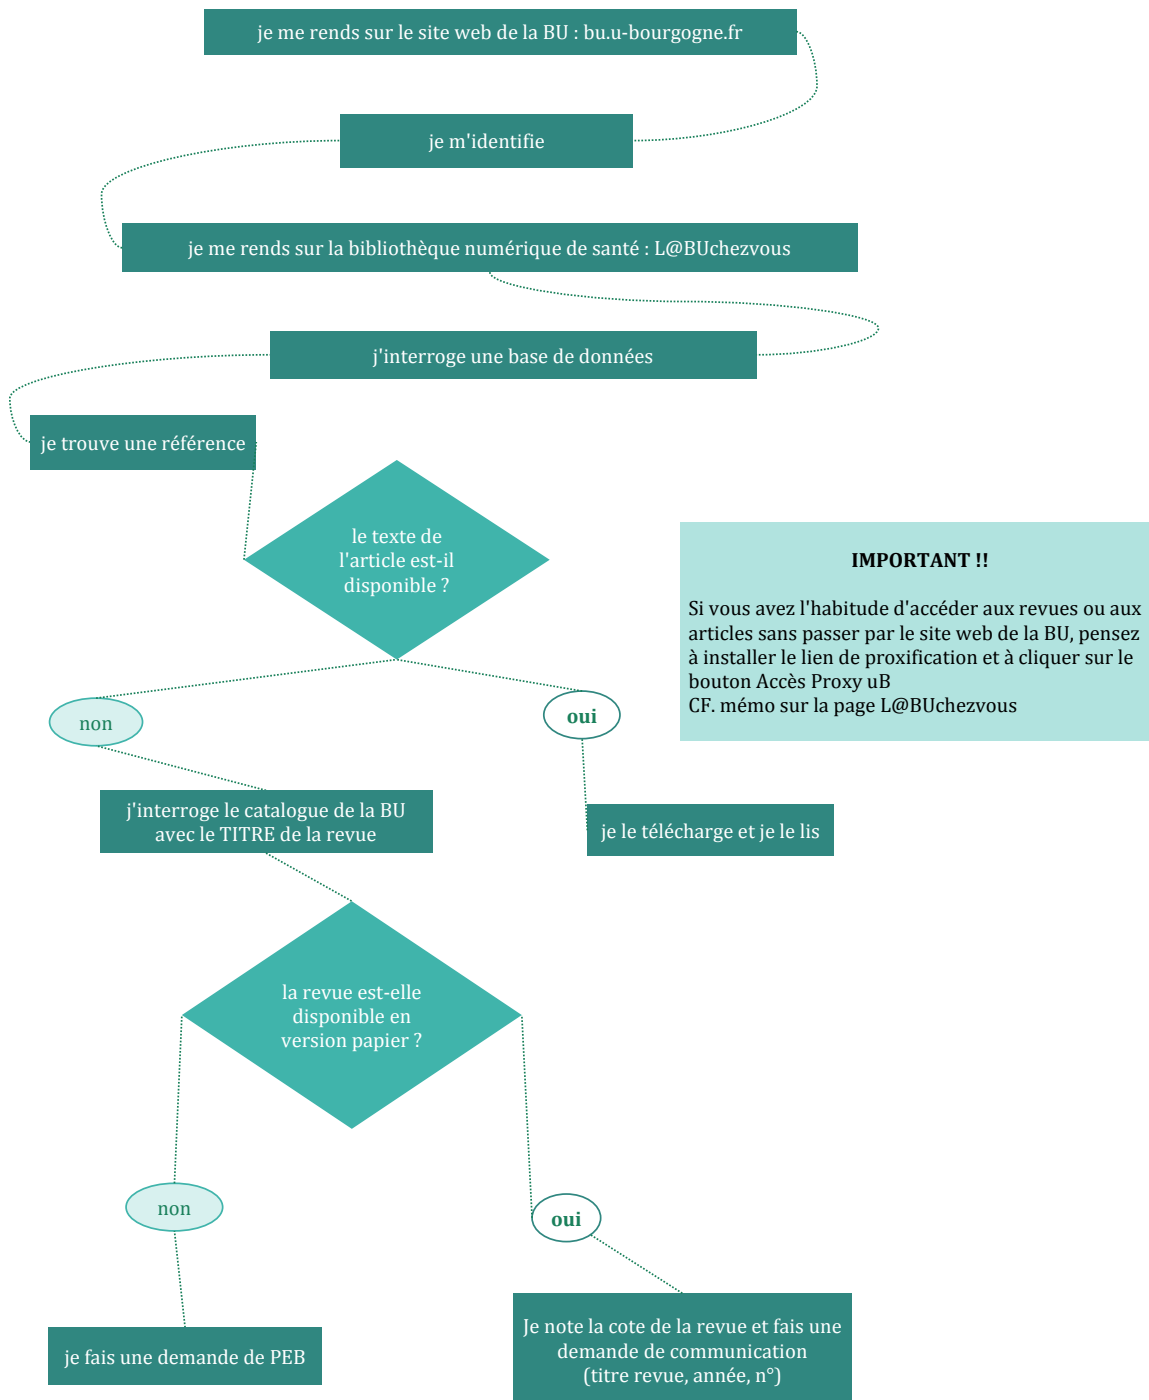 je me rends sur le site web de la BU : bu.u-bourgogne.fr
je m'identifie
je me rends sur la bibliothèque numérique de santé : L@BUchezvous
j'interroge une base de données
je trouve une référence
le texte de
l'article est-il
disponible ?
IMPORTANT !!
Si vous avez l'habitude d'accéder aux revues ou aux
articles sans passer par le site web de la BU, pensez
à installer le lien de proxification et à cliquer sur le
bouton Accès Proxy uB
CF. mémo sur la page L@BUchezvous
non
oui
j'interroge le catalogue de la BU
avec le TITRE de la revue
je le télécharge et je le lis
la revue est-elle
disponible en
version papier ?
non
oui
je fais une demande de PEB
Je note la cote de la revue et fais une
demande de communication
(titre revue, année, n°)